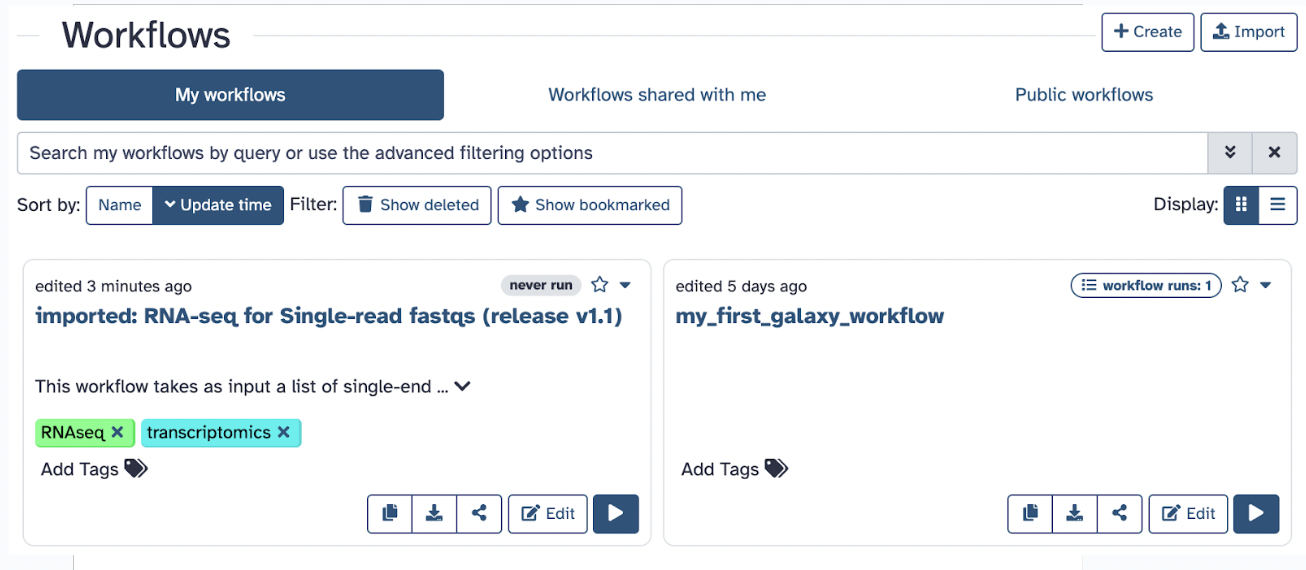 Workflows
Create
Import
My workflows
Workflows shared with me
Public workflows
Search my workflows by query or use the advanced filtering options
Sort by: Name Update time Filter: Show deleted Show bookmarked Display:
edited 3 minutes ago never run
imported: RNA-seq for Single-read fastqs (release v1.1)
This workflow takes as input a list of single-end ...
RNAseq transcriptomics
Add Tags
Edit
edited 5 days ago workflow runs: 1
my_first_galaxy_workflow
Add Tags
Edit